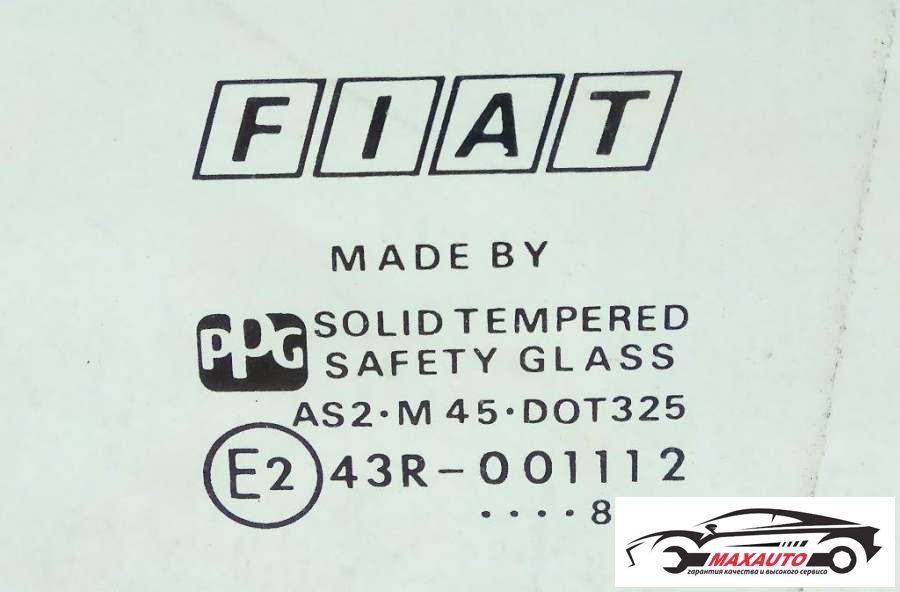 FIAT
MADE BY
PPG SOLID TEMPERED
SAFETY GLASS
AS2·M 45·DOT325
E2 43R-001112
····8
MAXAUTO
гарантия качества и высокого сервиса